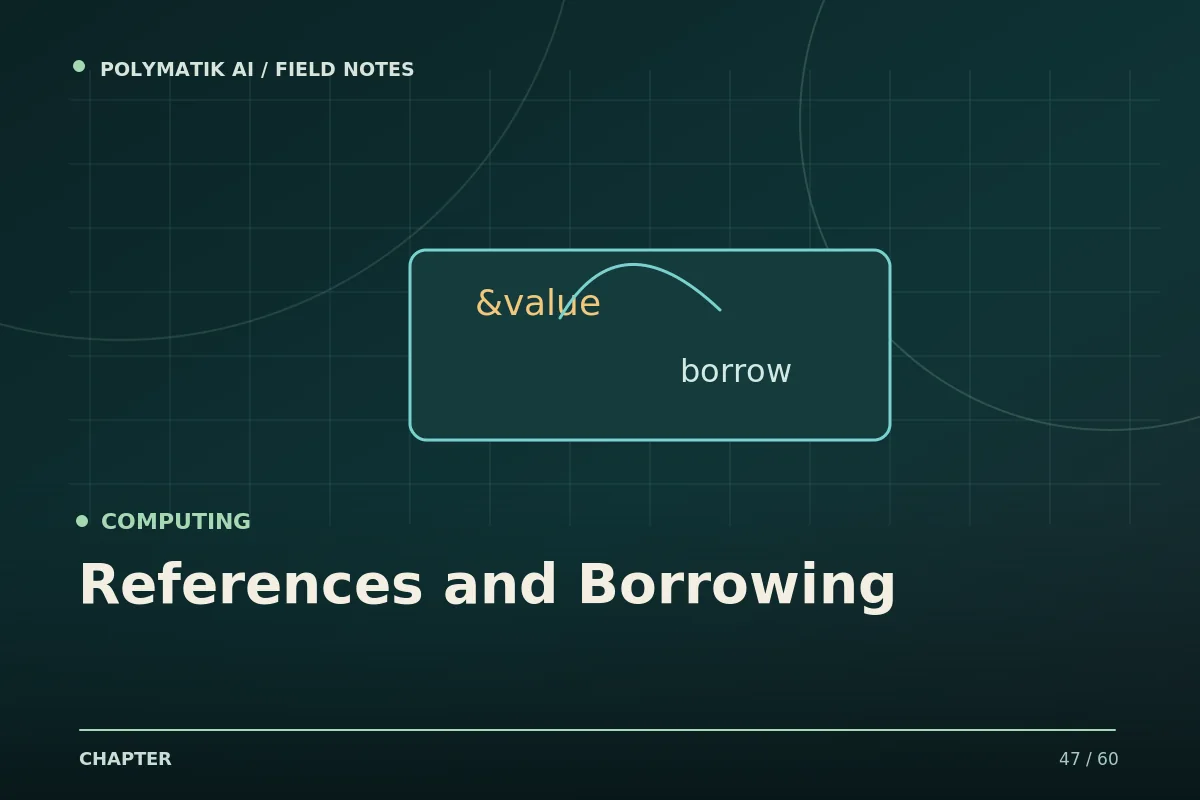 POLYMATIK AI / FIELD NOTES
&value
borrow
COMPUTING
References and Borrowing
CHAPTER
47 / 60